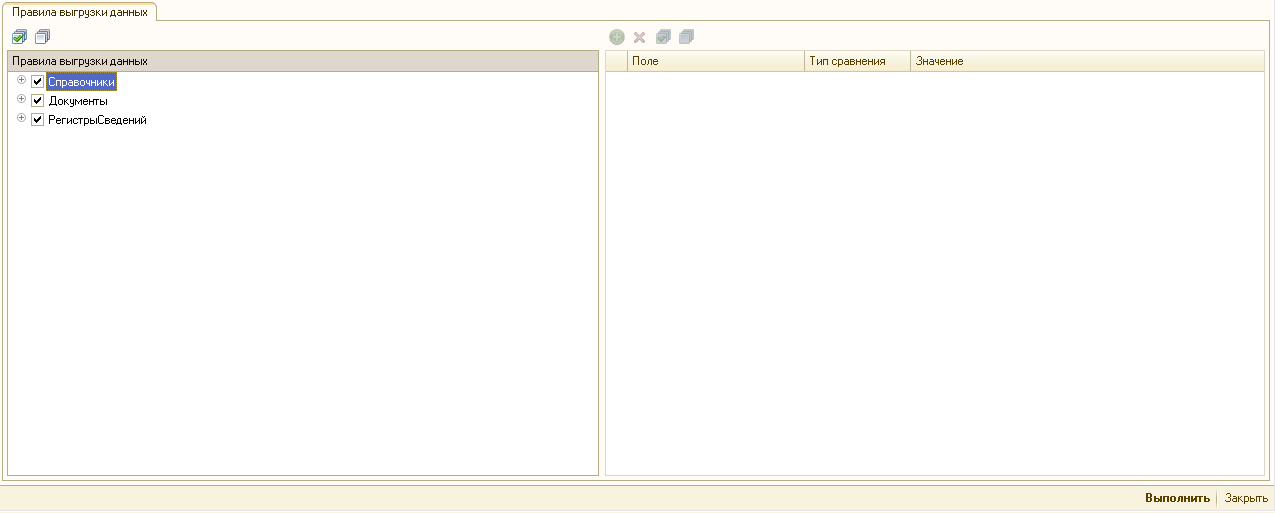 Правила выгрузки данных
Правила выгрузки данных
Поле Тип сравнения Значение
Справочники
Документы
РегистрыСведений
Выполнить Закрыть